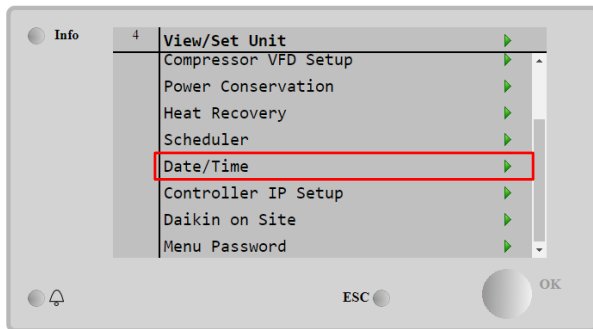 Info
4 View/Set Unit
Compressor VFD Setup
Power Conservation
Heat Recovery
Scheduler
Date/Time
Controller IP Setup
Daikin on Site
Menu Password
ESC
OK